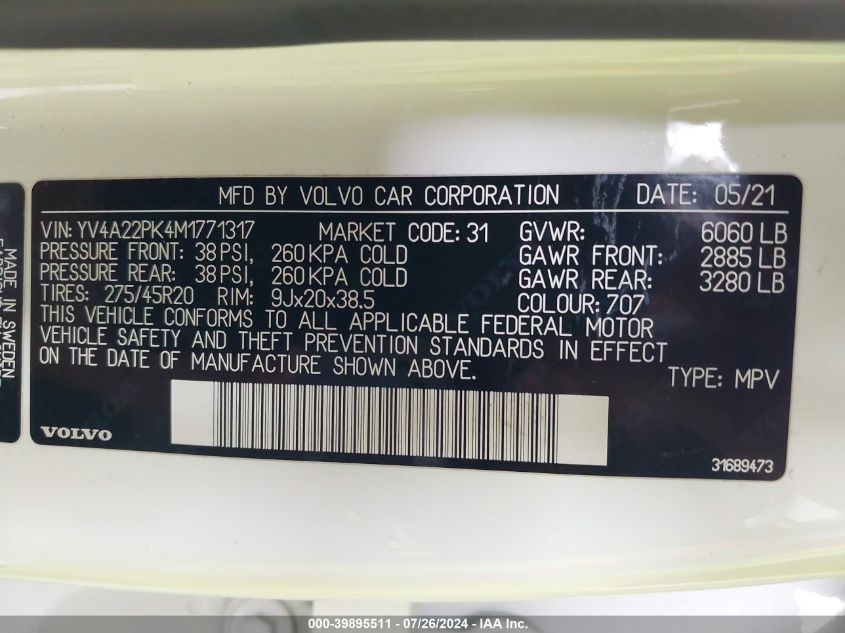 MFD BY VOLVO CAR CORPORATION DATE: 05/21
VIN: YV4A22PK4M1771317 MARKET CODE: 31 GVWR: 6060 LB
PRESSURE FRONT: 38 PSI, 260 KPA COLD GAWR FRONT: 2885 LB
PRESSURE REAR: 38 PSI, 260 KPA COLD GAWR REAR: 3280 LB
TIRES: 275/45R20 RIM: 9Jx20x38.5 COLOUR: 707
THIS VEHICLE CONFORMS TO ALL APPLICABLE FEDERAL MOTOR
VEHICLE SAFETY AND THEFT PREVENTION STANDARDS IN EFFECT
ON THE DATE OF MANUFACTURE SHOWN ABOVE.
TYPE: MPV
VOLVO
31689473
MADE IN SWEDEN
000-39895511 - 07/26/2024 - IAA Inc.